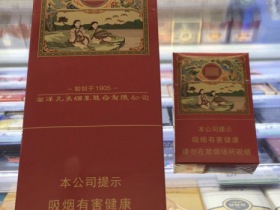 始创于1905
南洋兄弟烟草股份有限公司
本公司提示
吸烟有害健康
本公司提示
吸烟有害健康
请勿在禁烟场所吸烟